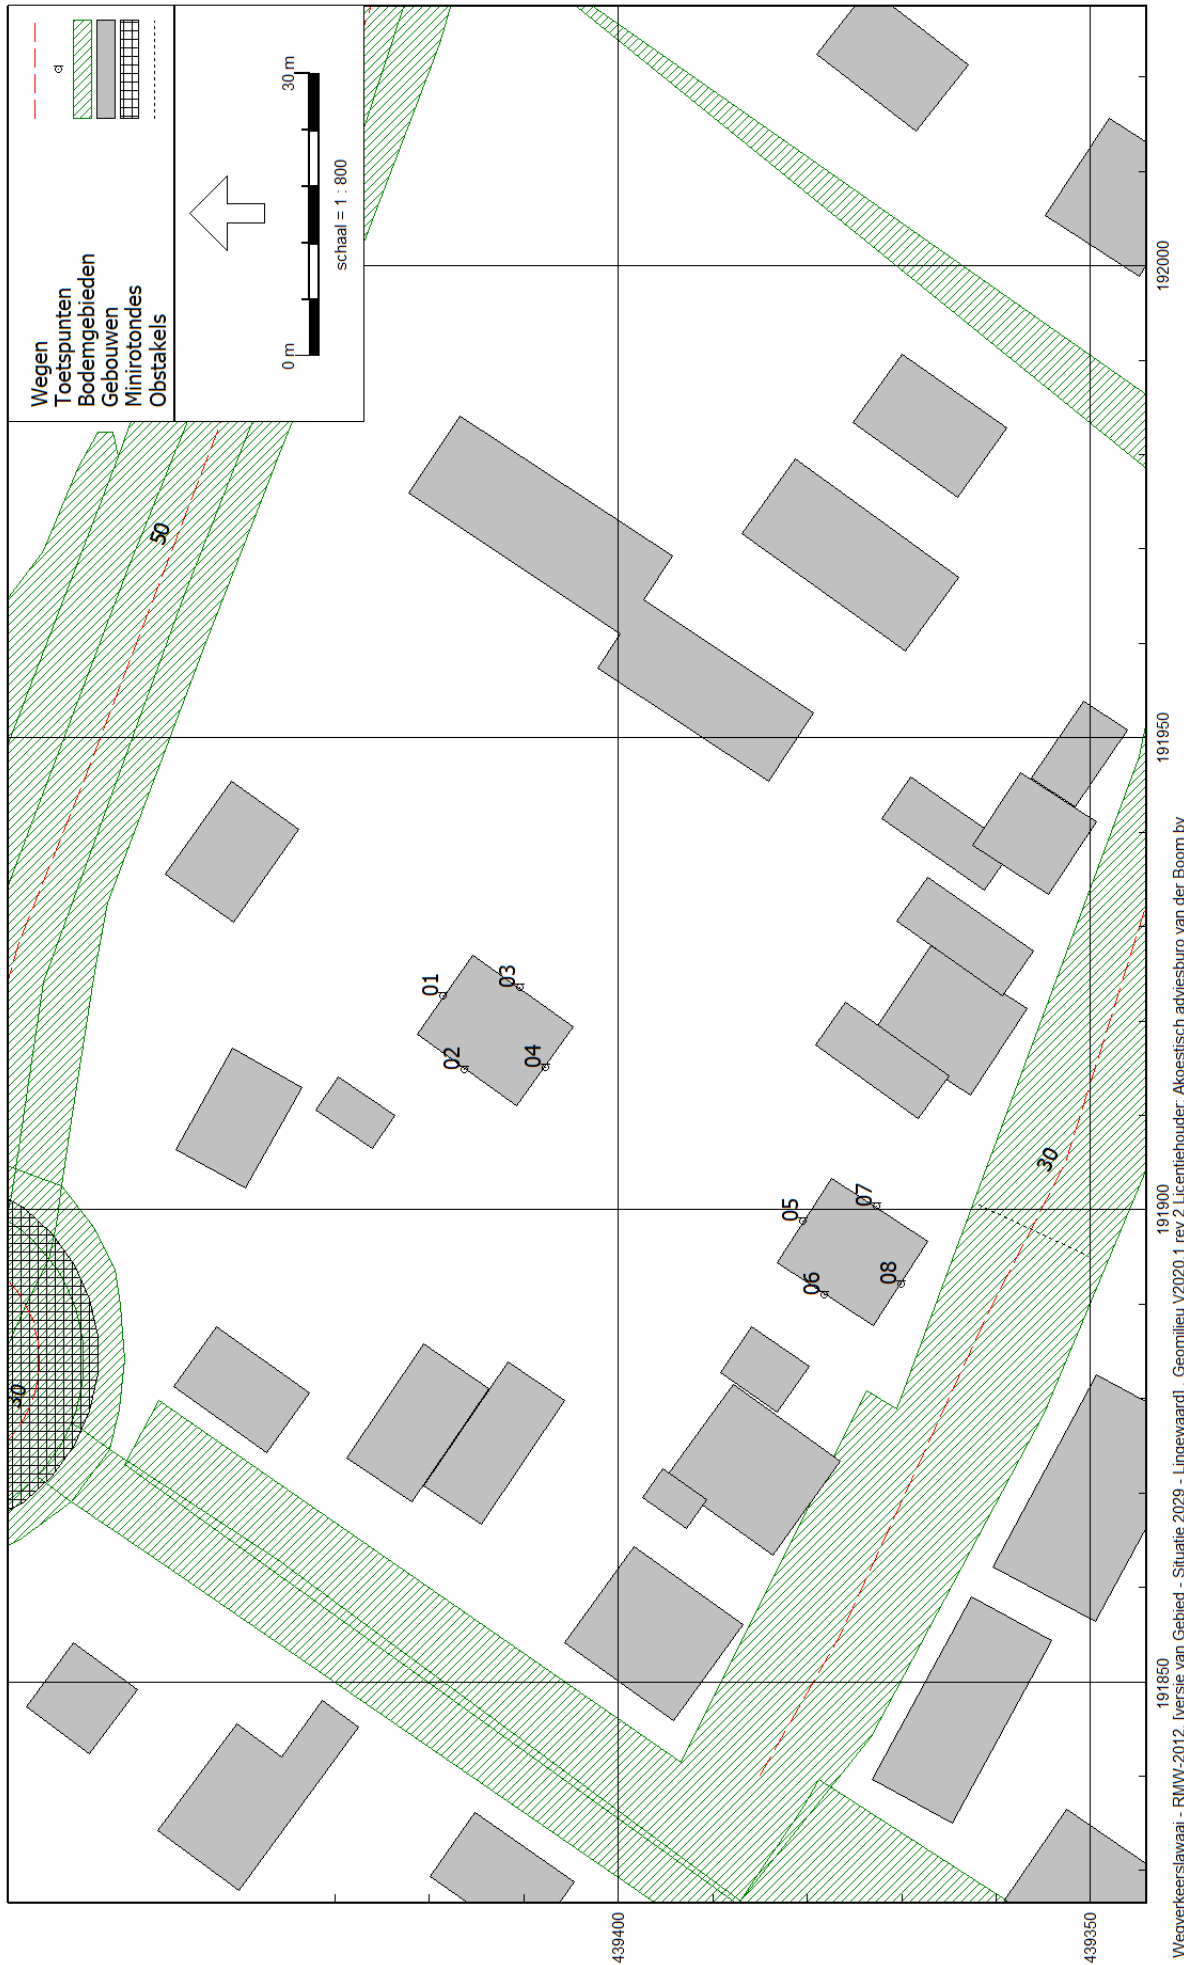 Wegen
Toetspunten
Bodemgebieden
Gebouwen
Minirotondes
Obstakels
0 m
30 m
schaal = 1 : 800
50
30
01
02
03
04
05
06
07
08
30
439400
439350
191850
191900
191950
192000
Wegverkeerslawaai - RMW-2012, [versie van Gebied - Situatie 2029 - Lingewaard] , Geomilieu V2020.1 rev 2 Licentiehouder: Akoestisch adviesburo van der Boom bv